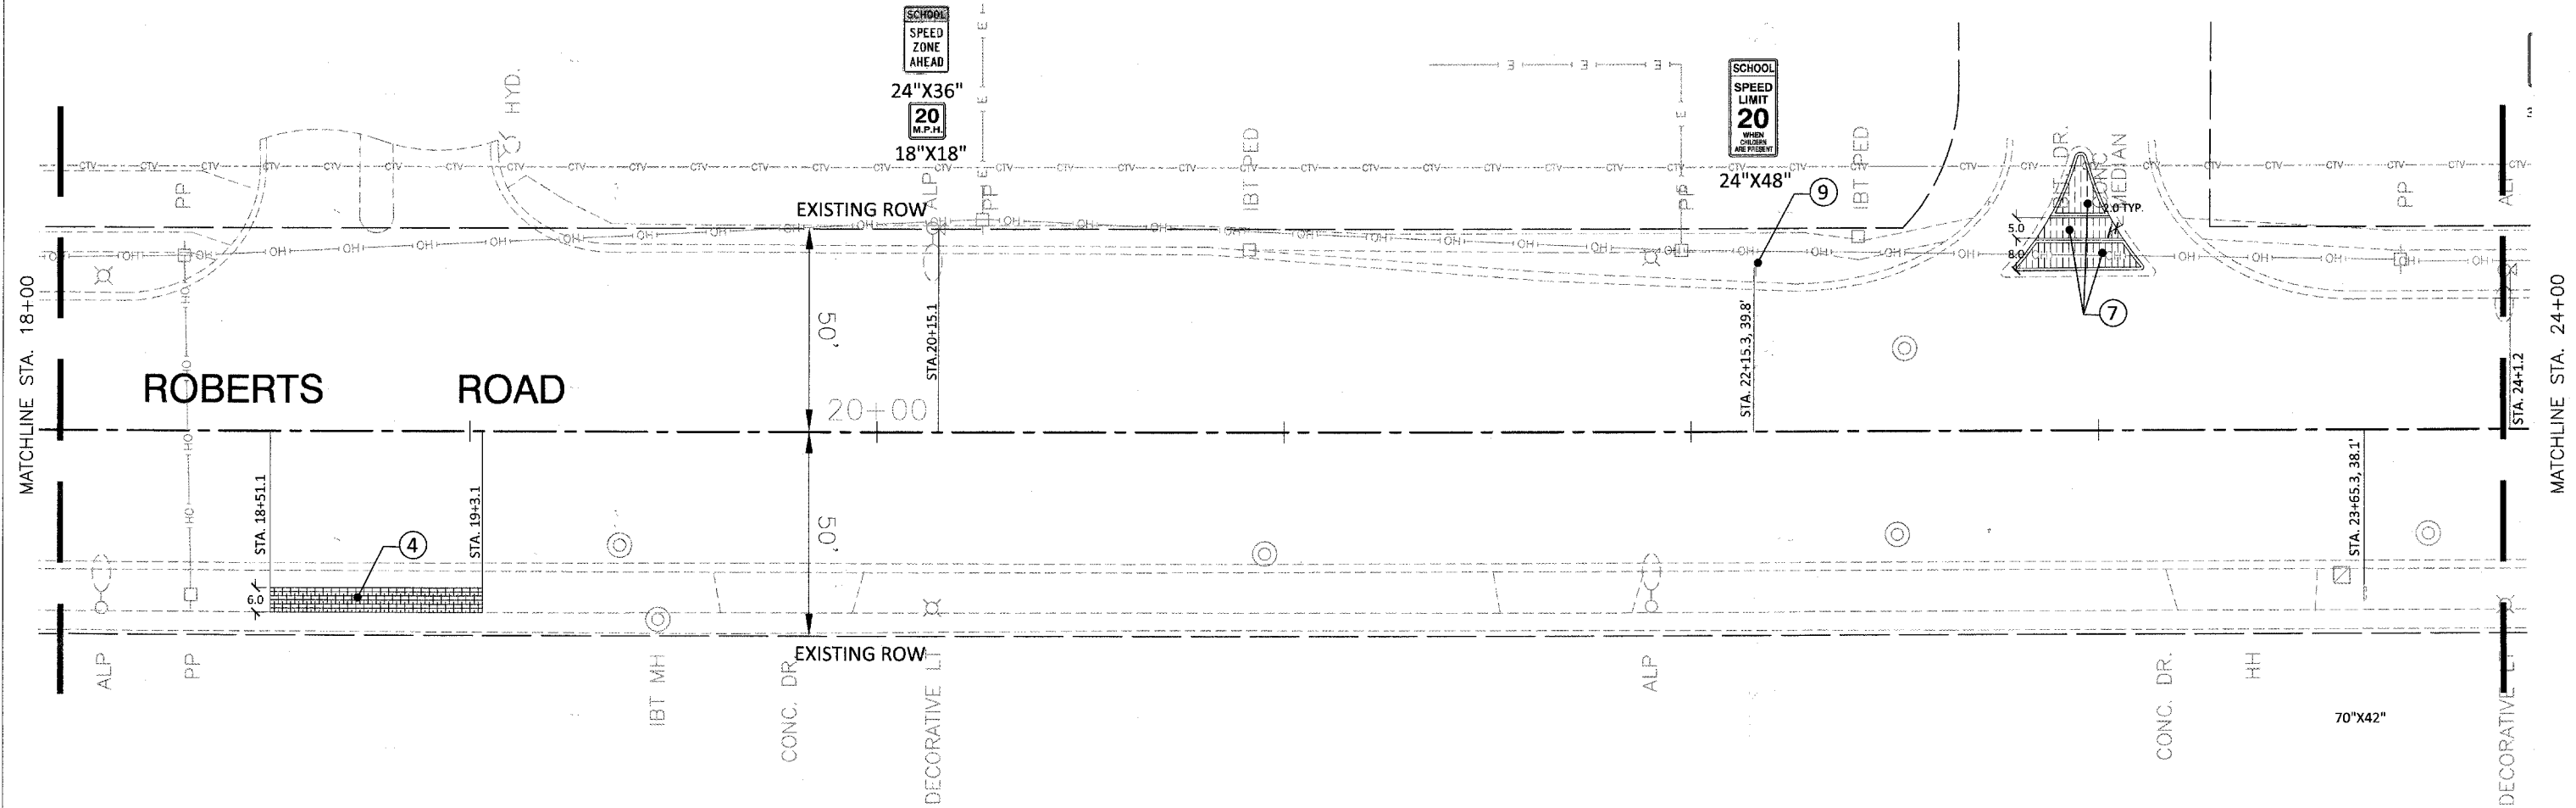 SCHOOL
SPEED
ZONE
AHEAD
24"X36"
20
M.P.H.
18"X18"
SCHOOL
SPEED
LIMIT
20
WHEN
CHILDREN
ARE PRESENT
24"X48"
9
HYD.
PP
ALP
PP
IBT PED
PP
IBT PED
MEDIAN
PP
EXISTING ROW
2.0 TYP.
5.0
8.0
7
MATCHLINE STA. 18+00
MATCHLINE STA. 24+00
50'
STA.20+15.1
STA. 22+15.3, 39.8'
STA. 24+1.2
ROBERTS ROAD
20+00
STA. 18+51.1
STA. 19+3.1
4
6.0
50'
STA. 23+65.3, 38.1'
EXISTING ROW
ALP
PP
IBT MH
CONC. DR.
DECORATIVE LT
ALP
CONC. DR.
HH
70"X42"
DECORATIVE LT